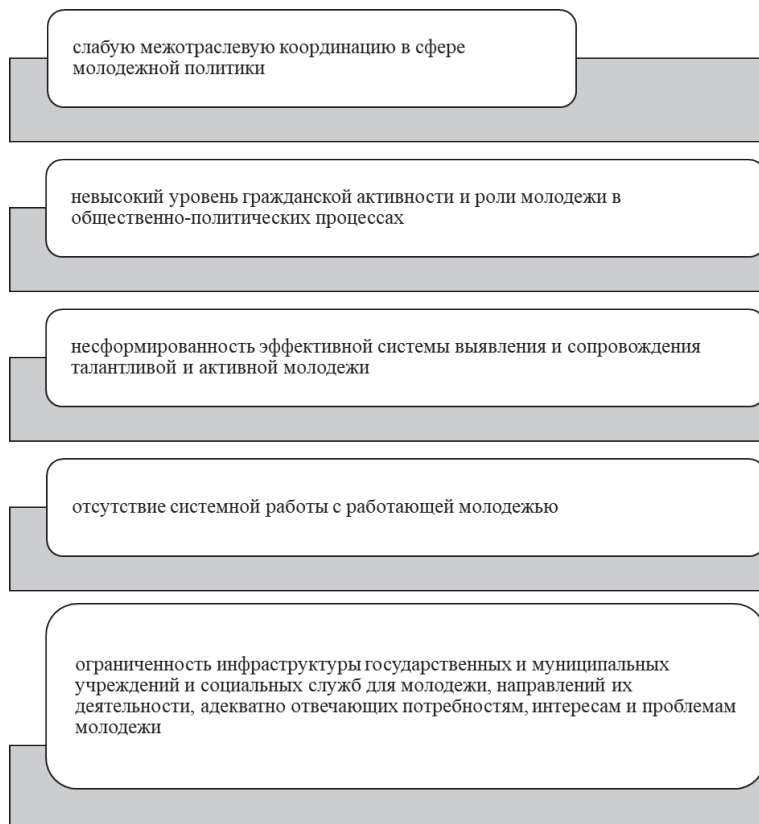 слабую межотраслевую координацию в сфере
молодежной политики
невысокий уровень гражданской активности и роли молодежи в
общественно-политических процессах
несформированность эффективной системы выявления и сопровождения
талантливой и активной молодежи
отсутствие системной работы с работающей молодежью
ограниченность инфраструктуры государственных и муниципальных
учреждений и социальных служб для молодежи, направлений их
деятельности, адекватно отвечающих потребностям, интересам и проблемам
молодежи